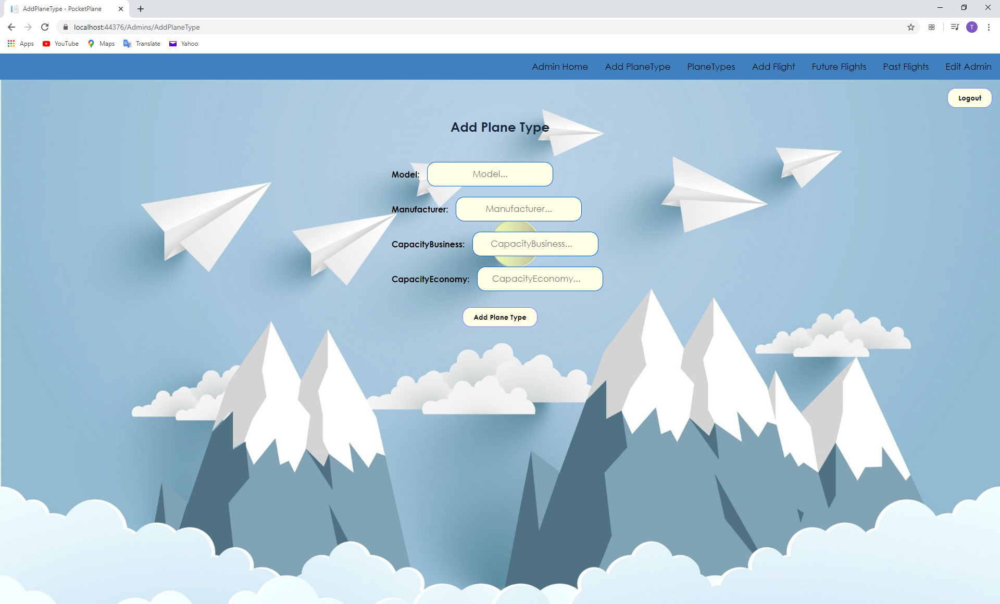 AddPlaneType - PocketPlane
localhost:44376/Admins/AddPlaneType
T
Apps YouTube Maps Translate Yahoo
Admin Home Add PlaneType PlaneTypes Add Flight Future Flights Past Flights Edit Admin
Logout
Add Plane Type
Model: Model...
Manufacturer: Manufacturer...
CapacityBusiness: CapacityBusiness...
CapacityEconomy: CapacityEconomy...
Add Plane Type